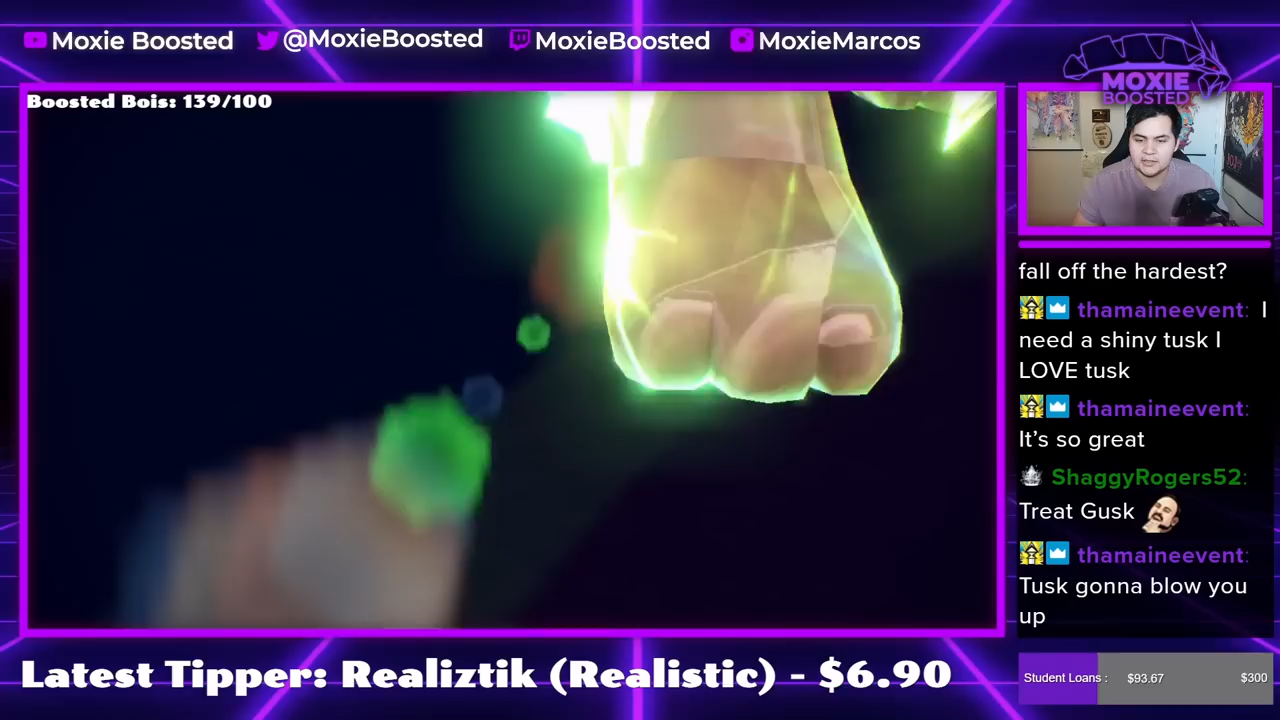 Moxie Boosted @MoxieBoosted MoxieBoosted MoxieMarcos
MOXIE
BOOSTED
Boosted Bois: 139/100
fall off the hardest?
thamaineevent: I
need a shiny tusk I
LOVE tusk
thamaineevent:
It’s so great
ShaggyRogers52:
Treat Gusk
thamaineevent:
Tusk gonna blow you
up
Latest Tipper: Realiztik (Realistic) - $6.90
Student Loans : $93.67 $300